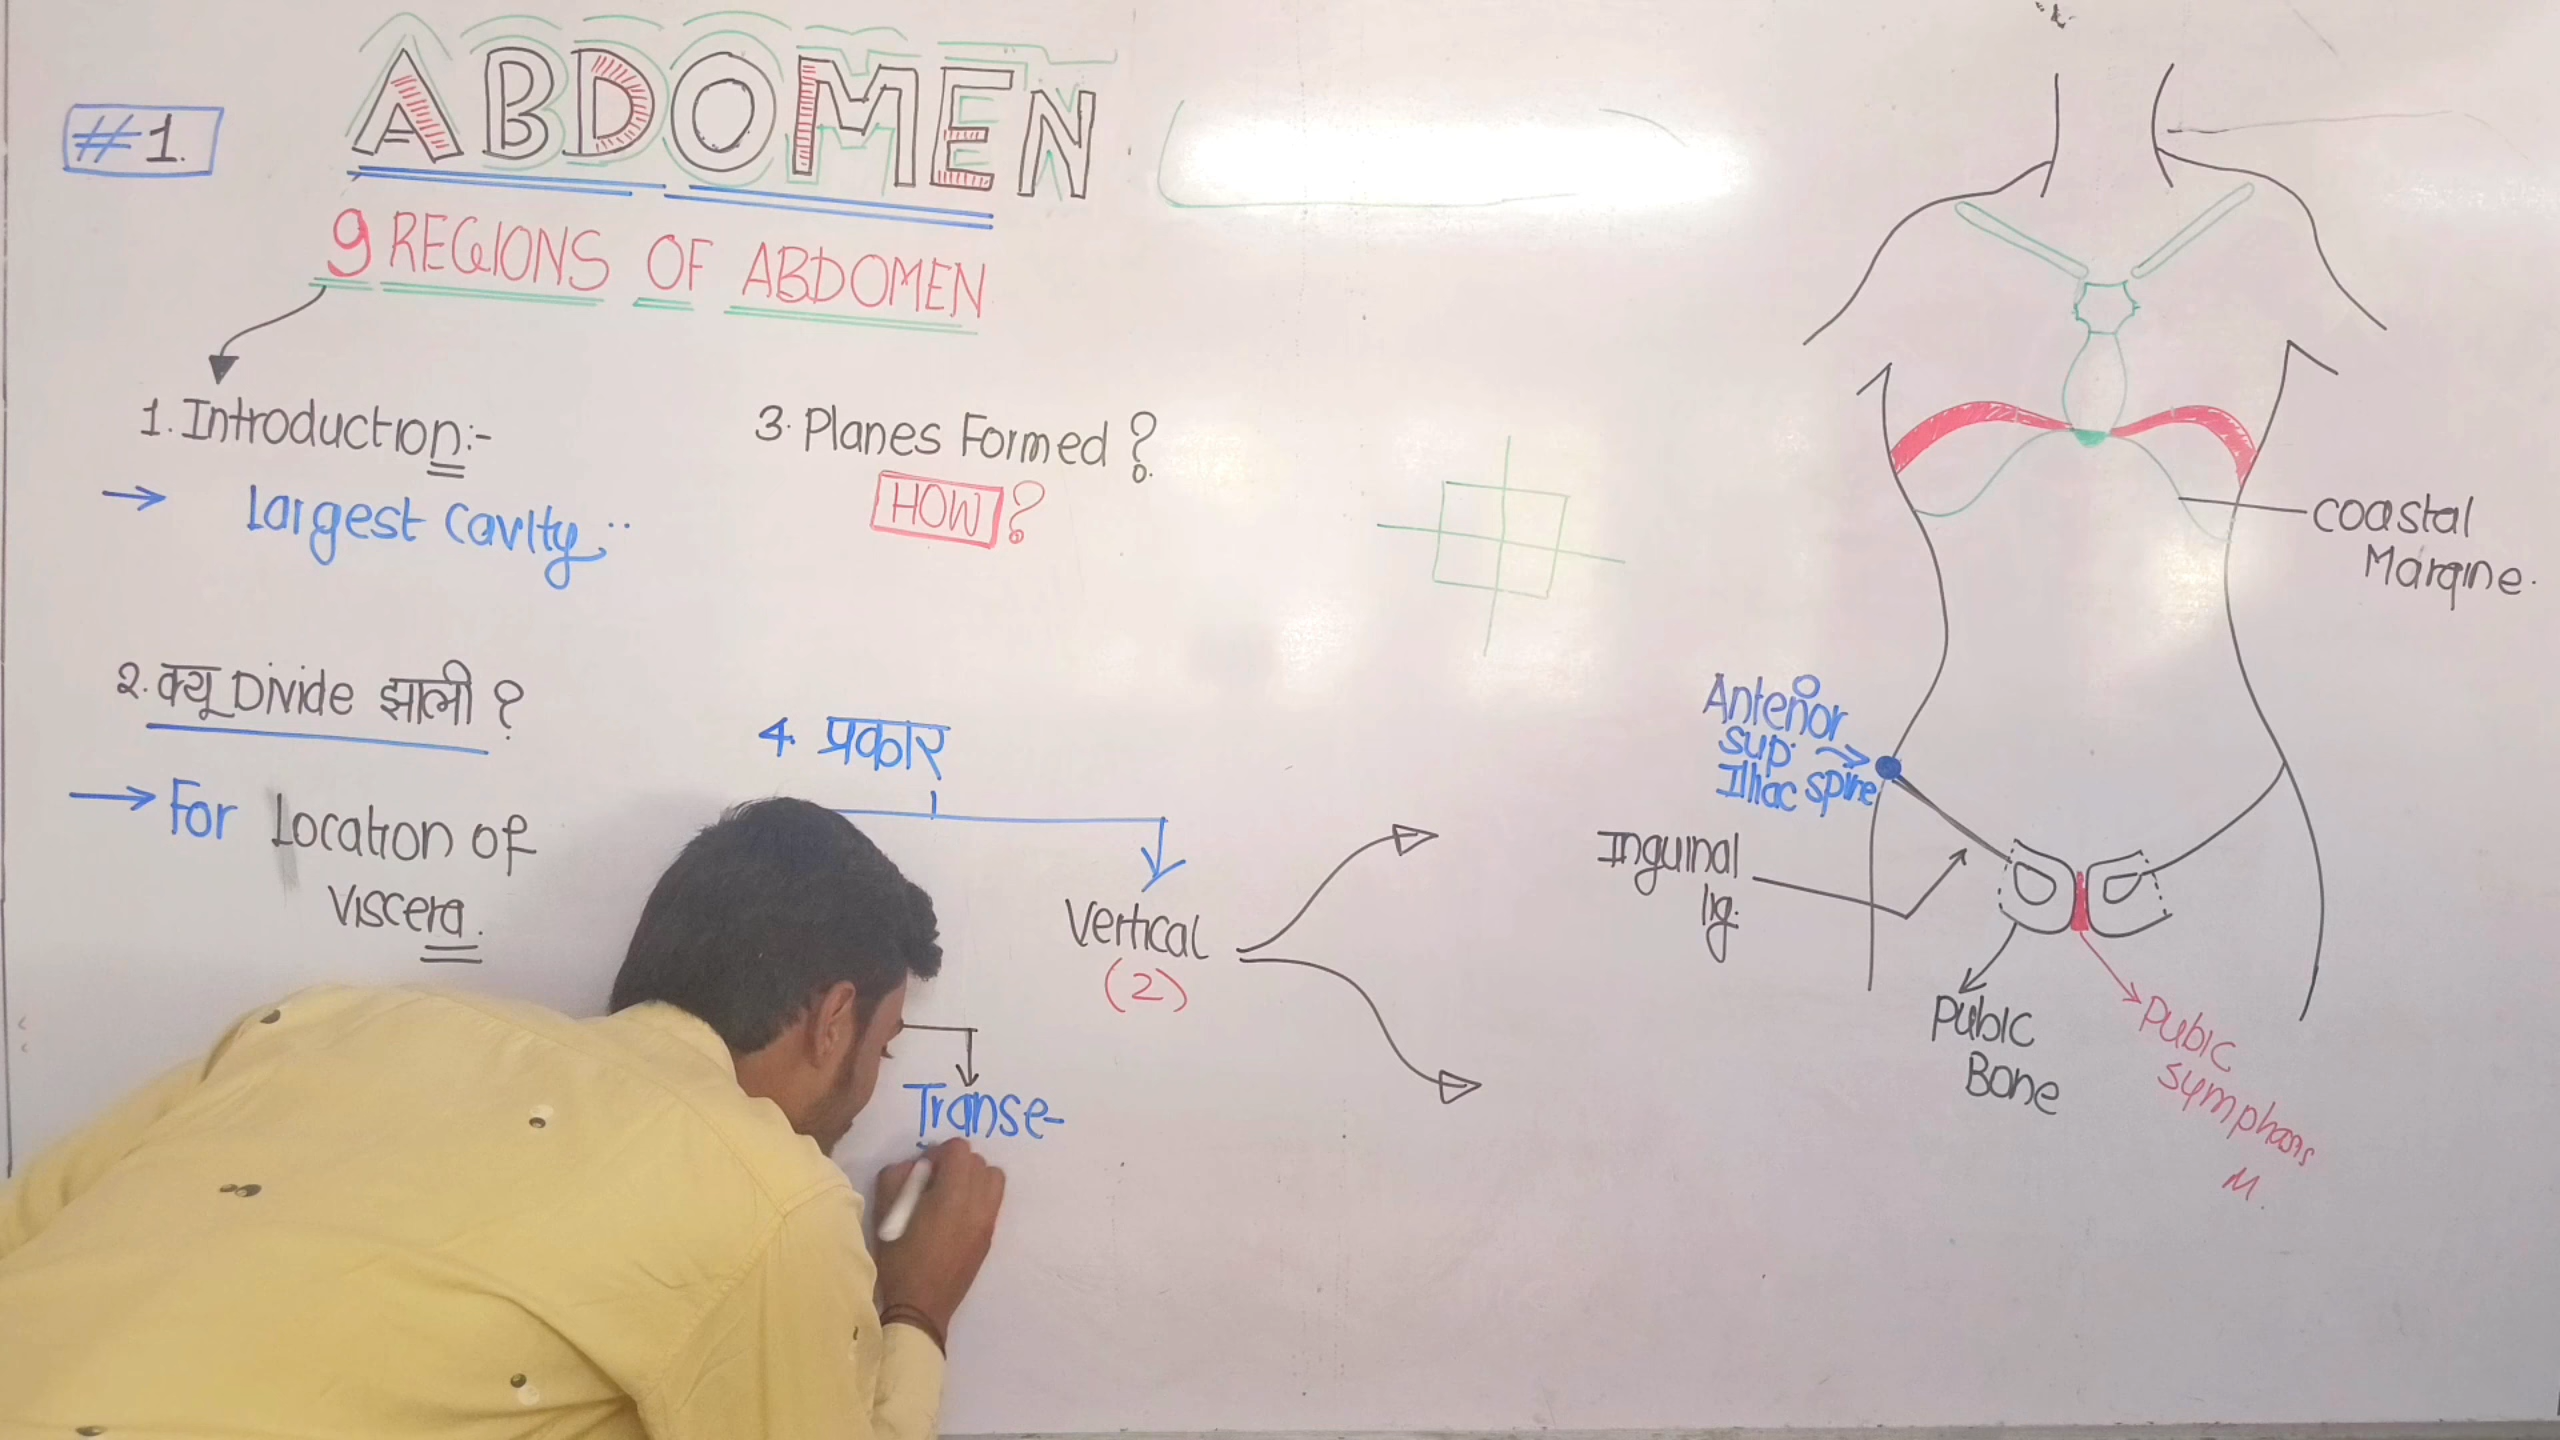 #1.
ABDOMEN
9 REGIONS OF ABDOMEN
1. Introduction:-
→ Largest Cavity
2. क्यू Divide झाली ?
→ For Location of
Viscera.
3. Planes Formed ?
HOW ?
4. प्रकार
Vertical
(2)
Transe-
Coastal
Margine.
Anterior
sup.
Illiac spine
Inguinal
lig.
Pubic
Bone
Pubic
symphasis